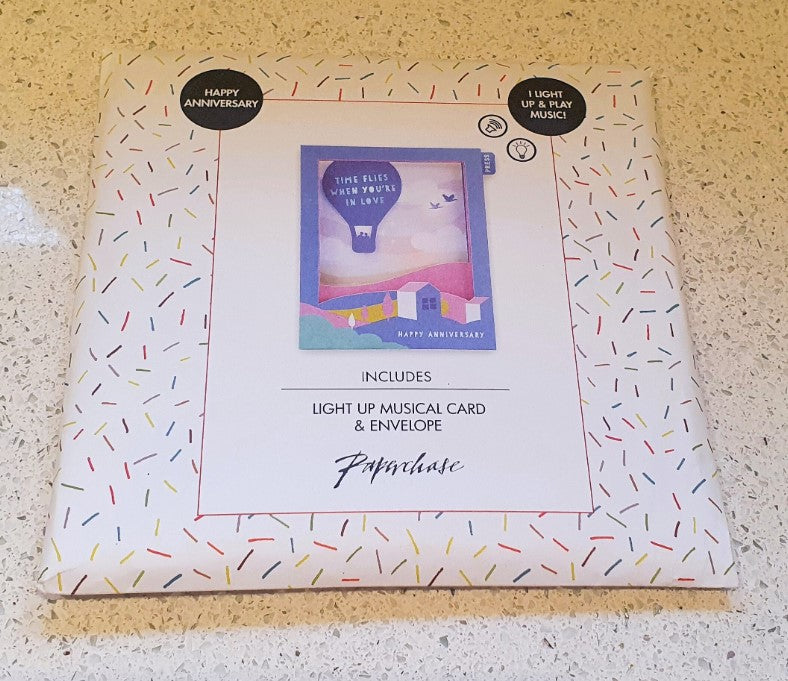 HAPPY
ANNIVERSARY
I LIGHT
UP & PLAY
MUSIC!
PRESS
TIME FLIES
WHEN YOU'RE
IN LOVE
HAPPY ANNIVERSARY
INCLUDES
LIGHT UP MUSICAL CARD
& ENVELOPE
Paperchase